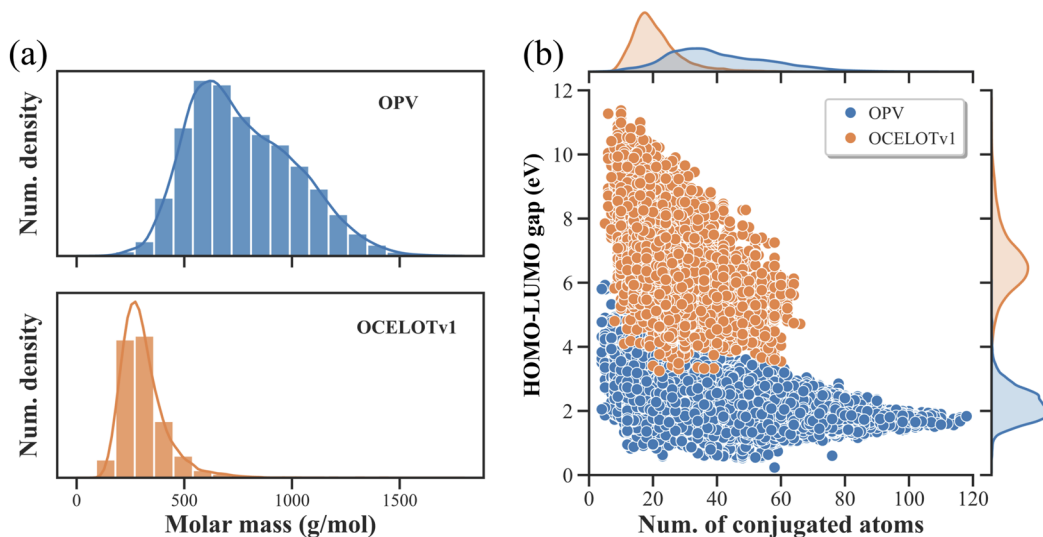 (a)
Num. density
OPV
Num. density
OCELOTv1
0 500 1000 1500
Molar mass (g/mol)
(b)
HOMO-LUMO gap (eV)
12
10
8
6
4
2
0
OPV
OCELOTv1
0 20 40 60 80 100 120
Num. of conjugated atoms